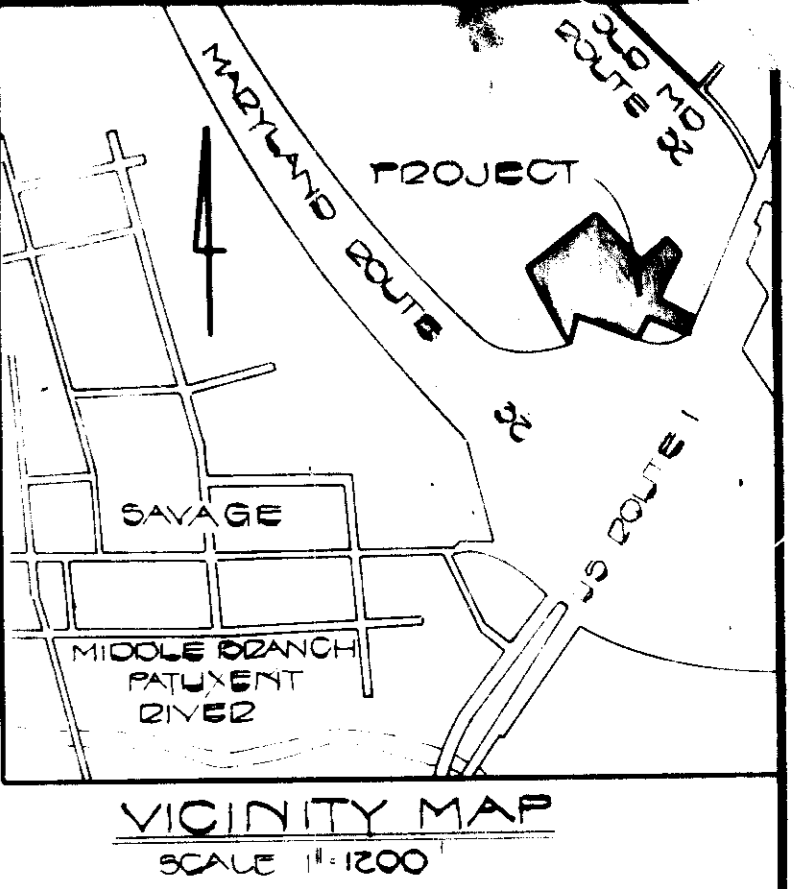 OLD MD
ROUTE 32
MARYLAND ROUTE 32
PROJECT
US ROUTE 1
SAVAGE
MIDDLE BRANCH
PATUXENT
RIVER
VICINITY MAP
SCALE 1"=1200'